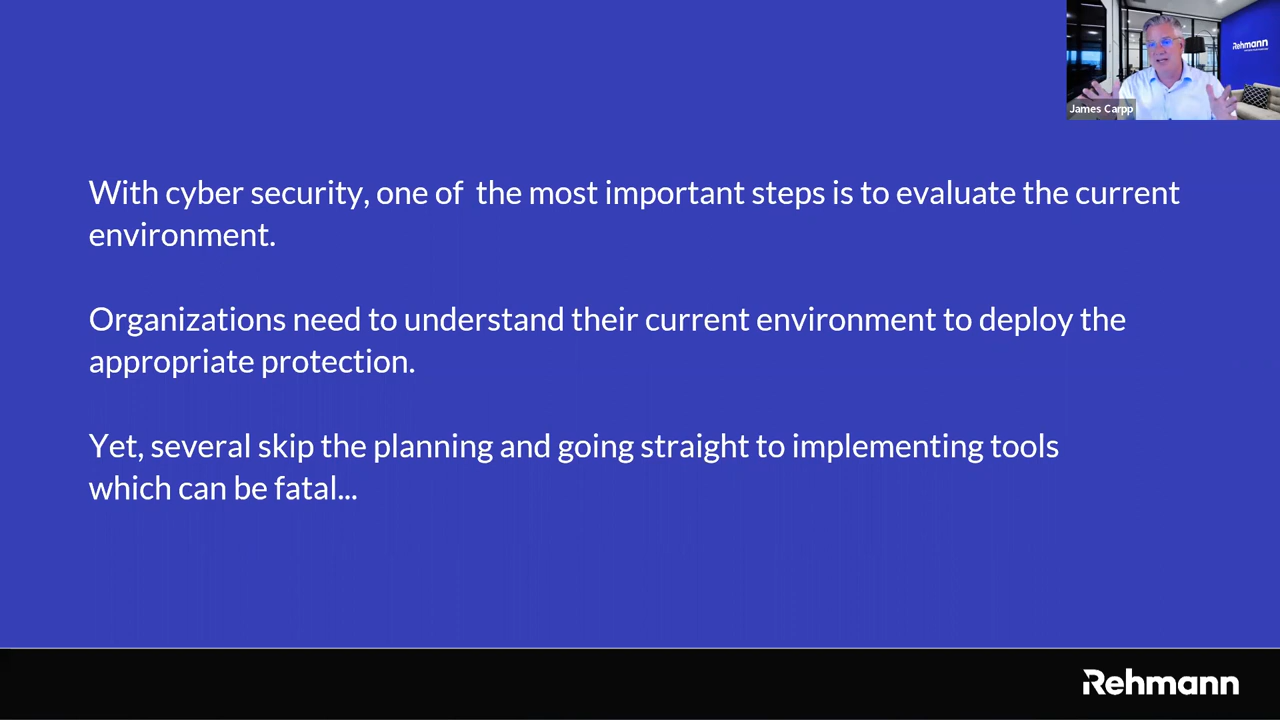 Rehmann
James Carpp
With cyber security, one of  the most important steps is to evaluate the current
environment.
Organizations need to understand their current environment to deploy the
appropriate protection.
Yet, several skip the planning and going straight to implementing tools
which can be fatal...
Rehmann